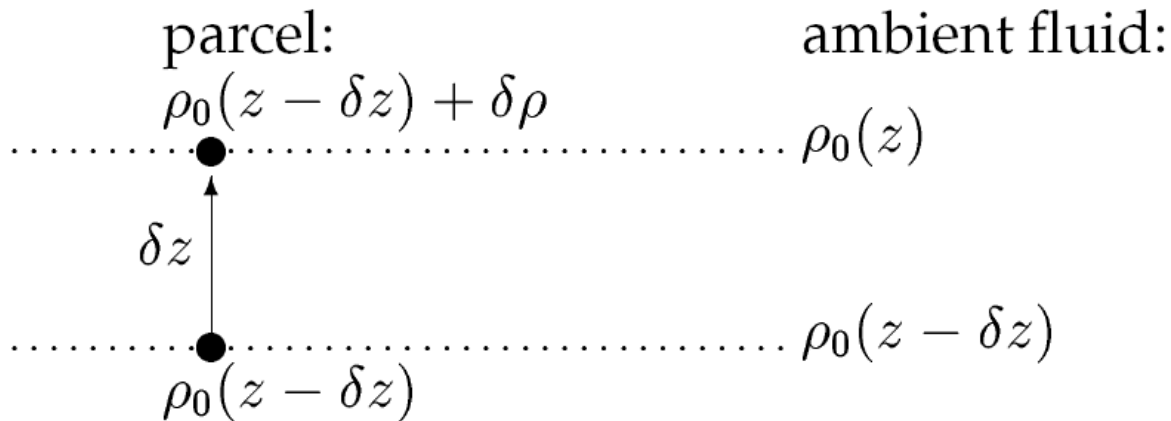 parcel:
ambient fluid:
ρ₀(z − δz) + δρ
ρ₀(z)
δz
ρ₀(z − δz)
ρ₀(z − δz)